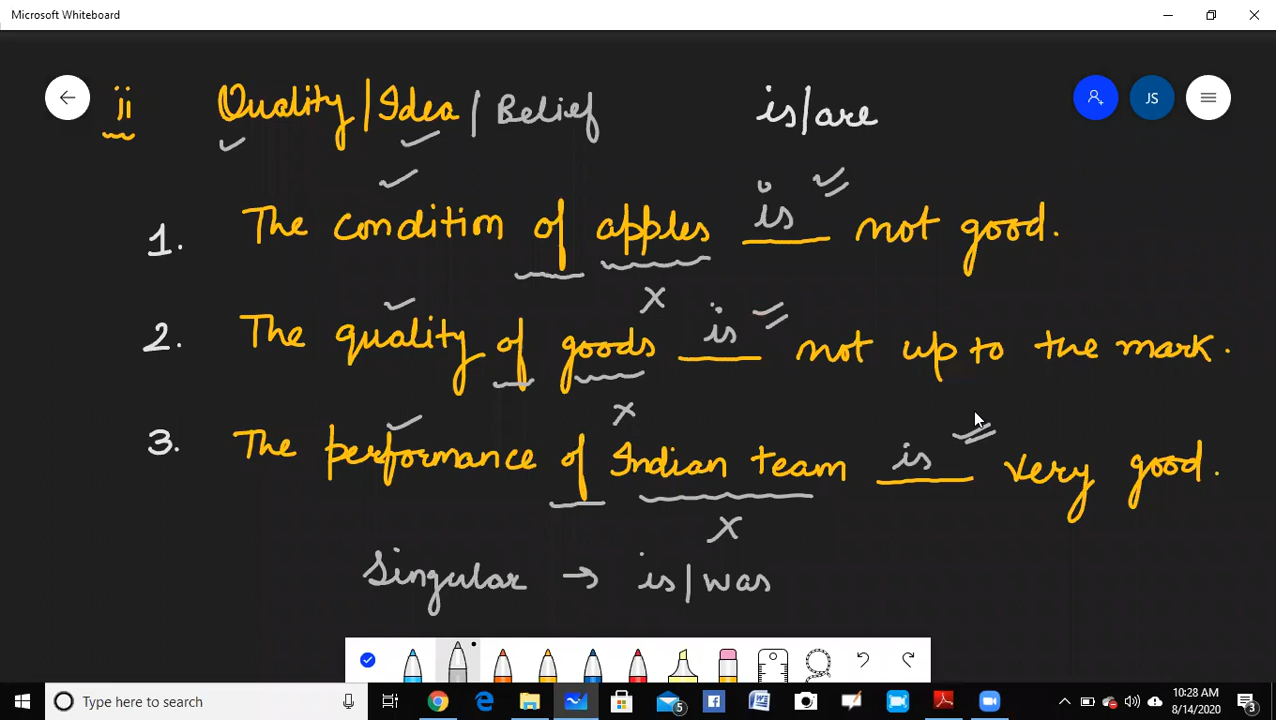 Microsoft Whiteboard
ii Quality/Idea/Belief is/are
JS
1. The condition of apples is not good.
2. The quality of goods is not up to the mark.
3. The performance of Indian team is very good.
Singular → is/was
Type here to search
5
10:28 AM
8/14/2020
3